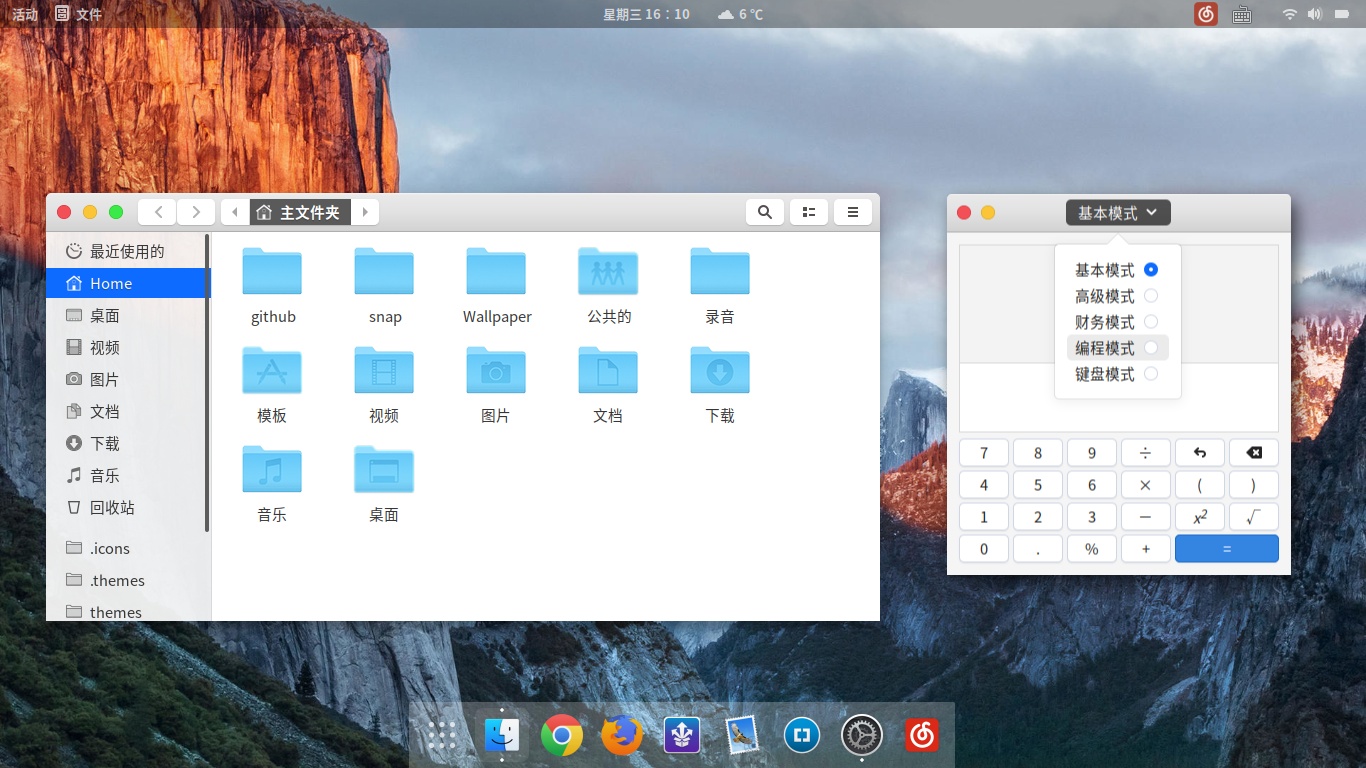 活动 文件 星期三 16：10 6 ℃
主文件夹
最近使用的
Home
桌面
视频
图片
文档
下载
音乐
回收站
.icons
.themes
themes
github snap Wallpaper 公共的 录音
模板 视频 图片 文档 下载
音乐 桌面
基本模式
基本模式
高级模式
财务模式
编程模式
键盘模式
7 8 9 ÷
4 5 6 × ( )
1 2 3 − x² √
0 . % + =